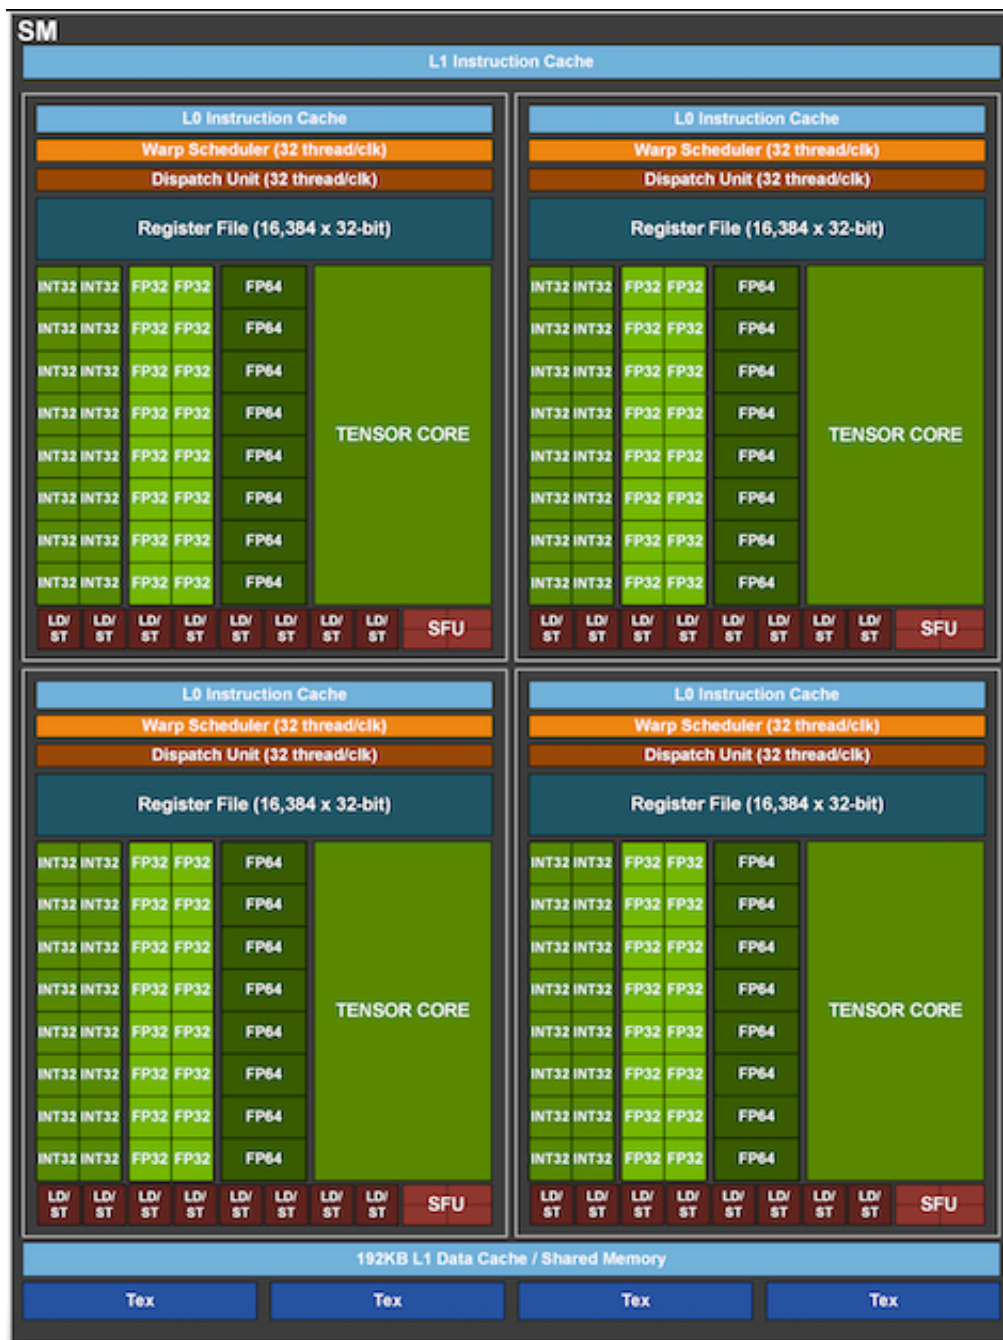 SM
L1 Instruction Cache
L0 Instruction Cache
Warp Scheduler (32 thread/clk)
Dispatch Unit (32 thread/clk)
Register File (16,384 x 32-bit)
INT32 INT32 FP32 FP32 FP64
INT32 INT32 FP32 FP32 FP64
INT32 INT32 FP32 FP32 FP64
INT32 INT32 FP32 FP32 FP64
TENSOR CORE
INT32 INT32 FP32 FP32 FP64
INT32 INT32 FP32 FP32 FP64
INT32 INT32 FP32 FP32 FP64
INT32 INT32 FP32 FP32 FP64
LD/ LD/ LD/ LD/ LD/ LD/ LD/ LD/
ST ST ST ST ST ST ST ST
SFU
L0 Instruction Cache
Warp Scheduler (32 thread/clk)
Dispatch Unit (32 thread/clk)
Register File (16,384 x 32-bit)
INT32 INT32 FP32 FP32 FP64
INT32 INT32 FP32 FP32 FP64
INT32 INT32 FP32 FP32 FP64
INT32 INT32 FP32 FP32 FP64
TENSOR CORE
INT32 INT32 FP32 FP32 FP64
INT32 INT32 FP32 FP32 FP64
INT32 INT32 FP32 FP32 FP64
INT32 INT32 FP32 FP32 FP64
LD/ LD/ LD/ LD/ LD/ LD/ LD/ LD/
ST ST ST ST ST ST ST ST
SFU
L0 Instruction Cache
Warp Scheduler (32 thread/clk)
Dispatch Unit (32 thread/clk)
Register File (16,384 x 32-bit)
INT32 INT32 FP32 FP32 FP64
INT32 INT32 FP32 FP32 FP64
INT32 INT32 FP32 FP32 FP64
INT32 INT32 FP32 FP32 FP64
TENSOR CORE
INT32 INT32 FP32 FP32 FP64
INT32 INT32 FP32 FP32 FP64
INT32 INT32 FP32 FP32 FP64
INT32 INT32 FP32 FP32 FP64
LD/ LD/ LD/ LD/ LD/ LD/ LD/ LD/
ST ST ST ST ST ST ST ST
SFU
L0 Instruction Cache
Warp Scheduler (32 thread/clk)
Dispatch Unit (32 thread/clk)
Register File (16,384 x 32-bit)
INT32 INT32 FP32 FP32 FP64
INT32 INT32 FP32 FP32 FP64
INT32 INT32 FP32 FP32 FP64
INT32 INT32 FP32 FP32 FP64
TENSOR CORE
INT32 INT32 FP32 FP32 FP64
INT32 INT32 FP32 FP32 FP64
INT32 INT32 FP32 FP32 FP64
INT32 INT32 FP32 FP32 FP64
LD/ LD/ LD/ LD/ LD/ LD/ LD/ LD/
ST ST ST ST ST ST ST ST
SFU
192KB L1 Data Cache / Shared Memory
Tex Tex Tex Tex